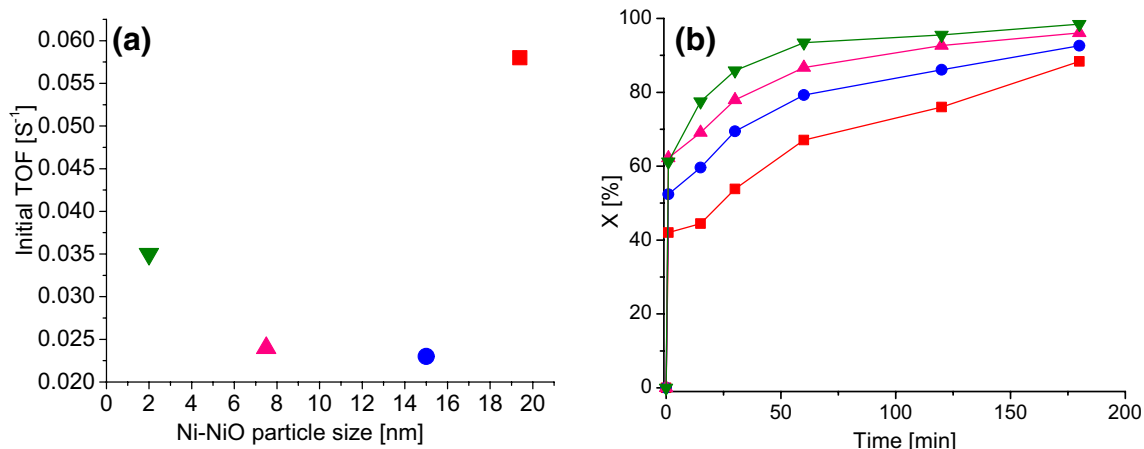 (a)
Initial TOF [S⁻¹]
0.060
0.055
0.050
0.045
0.040
0.035
0.030
0.025
0.020
0 2 4 6 8 10 12 14 16 18 20
Ni-NiO particle size [nm]
(b)
X [%]
100
80
60
40
20
0
0 50 100 150 200
Time [min]